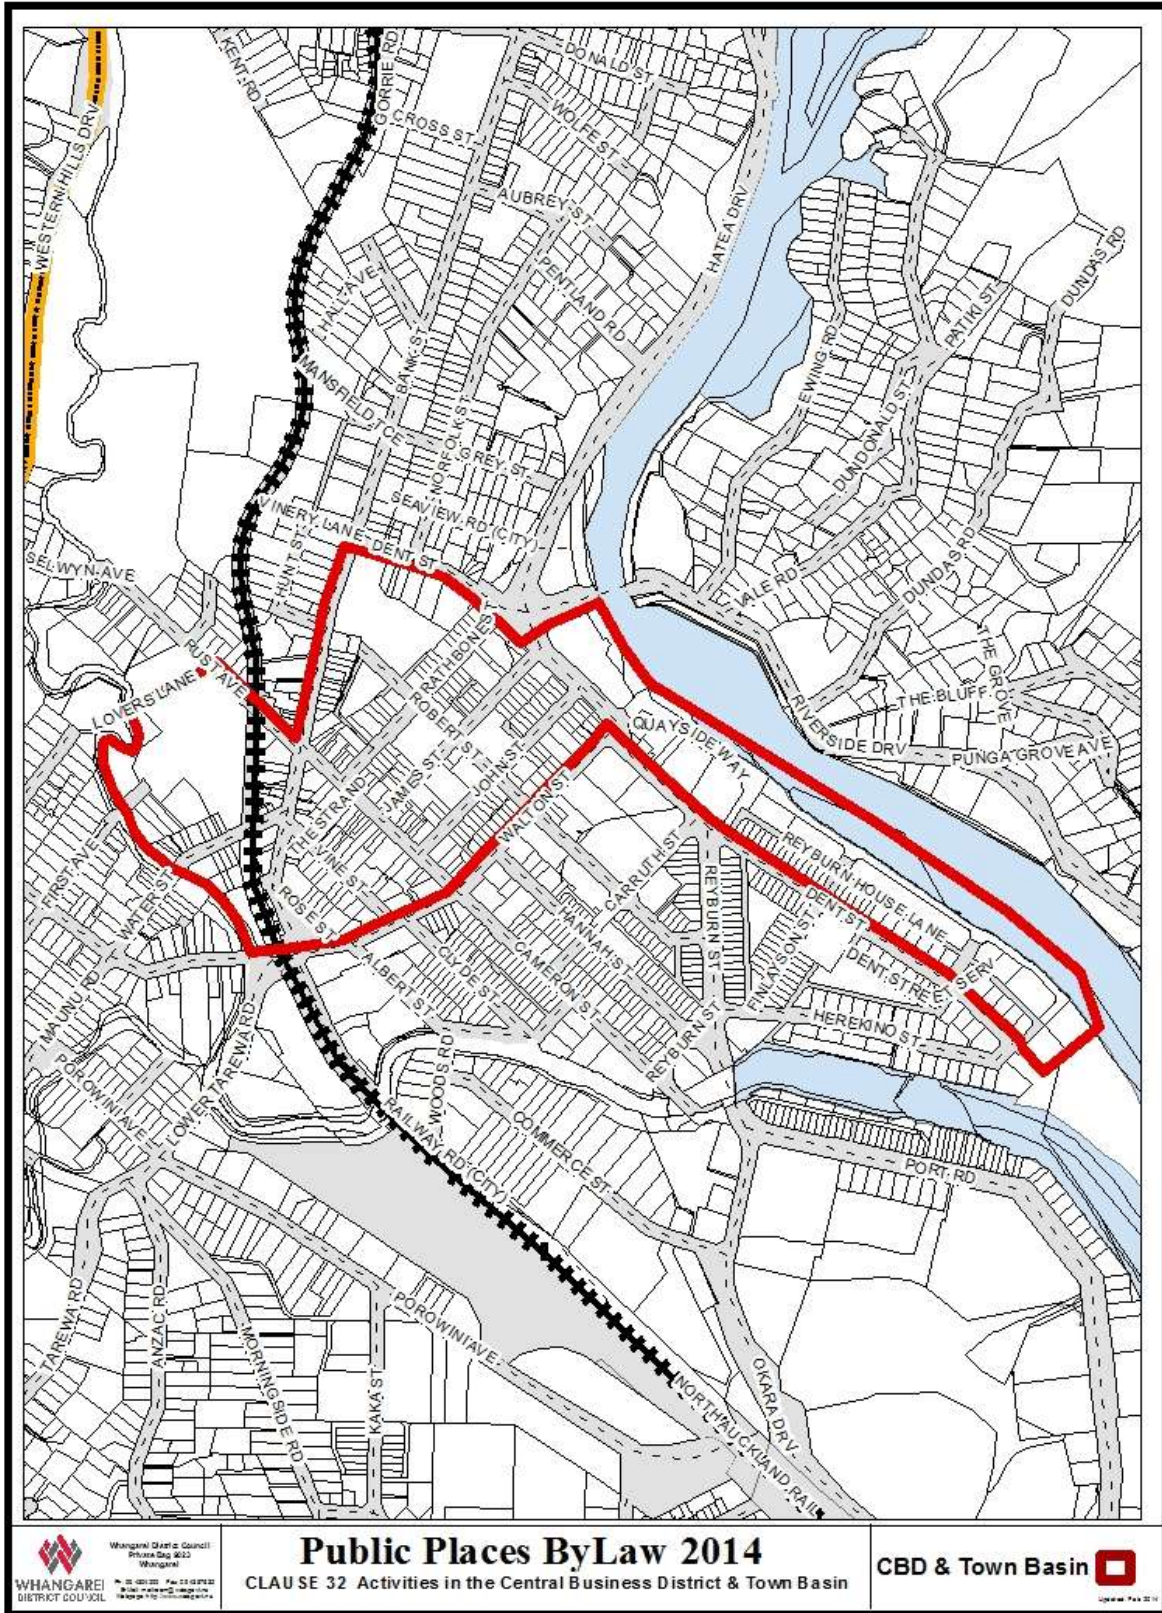 KENT RD
GORRIE RD
DONALD ST
CROSS ST
WOLFE ST
WESTERN HILLS DRV
AUBREY ST
HATEA DRV
DUNDAS RD
PENTLAND RD
HALL AVE
PATIKI ST
EWING RD
MANSFIELD TCE
BANK ST
DUNDONALD ST
NORFOLK ST
GREY ST
SEAVIEW RD (CITY)
VINERY LANE
DENT ST
SELWYN AVE
HUNT ST
VALE RD
DUNDAS RD
RATHBONE ST
THE GROVE
RUST AVE
LOVERS LANE
THE BLUFF
ROBERT ST
QUAYSIDE WAY
RIVERSIDE DRV
PUNGA GROVE AVE
JAMES ST
JOHN ST
THE STRAND
WALTON ST
FIRST AVE
VINE ST
CARRUTH ST
REYBURN HOUSE LANE
WATER ST
ROSE ST
REYBURN ST
DENT ST
HANNAH ST
FINLAYSON ST
ALBERT ST
CLYDE ST
CAMERON ST
DENT STREET SERV
MAUNU RD
HEREKINO ST
POROWINI AVE
LOWER TAREWA RD
WOODS RD
REYBURN ST
RAILWAY RD (CITY)
COMMERCE ST
PORT RD
TAREWA RD
ANZAC RD
MORNINGSIDE RD
KAKA ST
POROWINI AVE
OKARA DRV
NORTH AUCKLAND RAIL
WHANGAREI
DISTRICT COUNCIL
Whangarei District Council
Private Bag 9023
Whangarei
Public Places ByLaw 2014
CLAUSE 32 Activities in the Central Business District & Town Basin
CBD & Town Basin